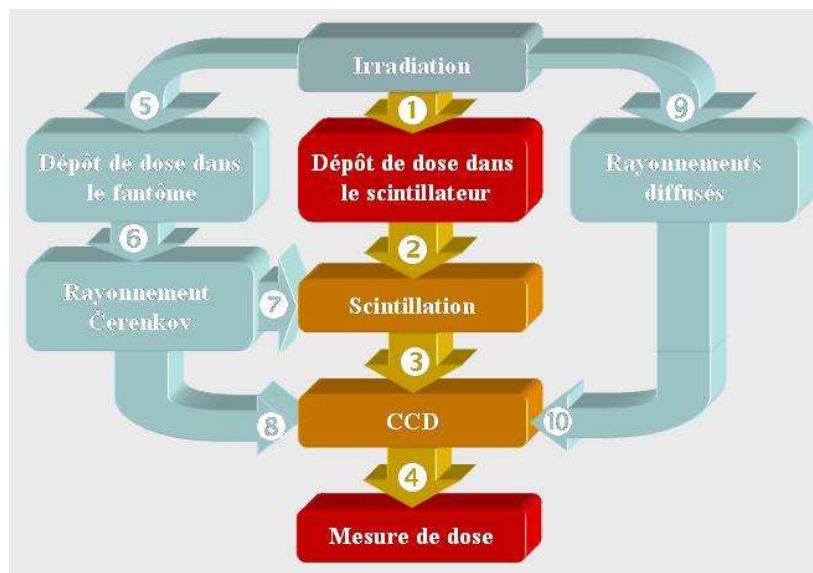 Irradiation
5
1
9
Dépôt de dose dans
le fantôme
Dépôt de dose dans
le scintillateur
Rayonnements
diffusés
6
2
Rayonnement
Čerenkov
7
Scintillation
3
8
CCD
10
4
Mesure de dose